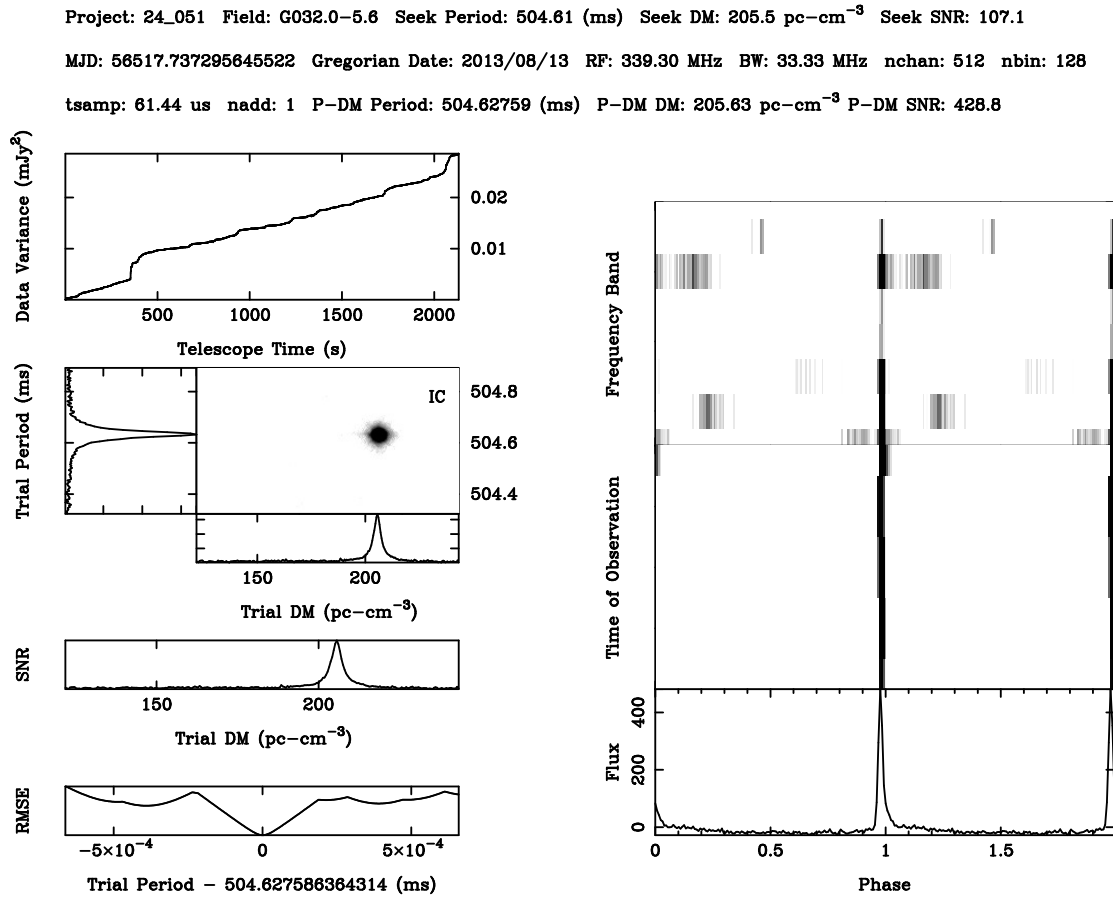 Project: 24_051 Field: G032.0−5.6 Seek Period: 504.61 (ms) Seek DM: 205.5 pc−cm−3 Seek SNR: 107.1
MJD: 56517.737295645522 Gregorian Date: 2013/08/13 RF: 339.30 MHz BW: 33.33 MHz nchan: 512 nbin: 128
tsamp: 61.44 us nadd: 1 P−DM Period: 504.62759 (ms) P−DM DM: 205.63 pc−cm−3 P−DM SNR: 428.8
Data Variance (mJy2)
0.02
0.01
500 1000 1500 2000
Telescope Time (s)
Trial Period (ms)
IC
504.8
504.6
504.4
150 200
Trial DM (pc−cm−3)
SNR
150 200
Trial DM (pc−cm−3)
RMSE
−5×10−4 0 5×10−4
Trial Period − 504.627586364314 (ms)
Frequency Band
Time of Observation
Flux
400
200
0
0 0.5 1 1.5
Phase